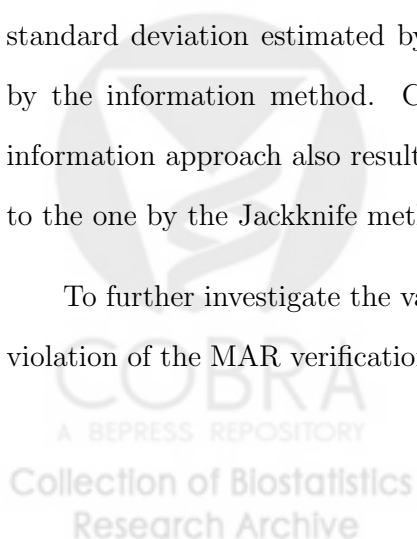 standard deviation estimated by
by the information method. C
information approach also result
to the one by the Jackknife met
To further investigate the va
violation of the MAR verification
COBRA
A BEPRESS REPOSITORY
Collection of Biostatistics
Research Archive